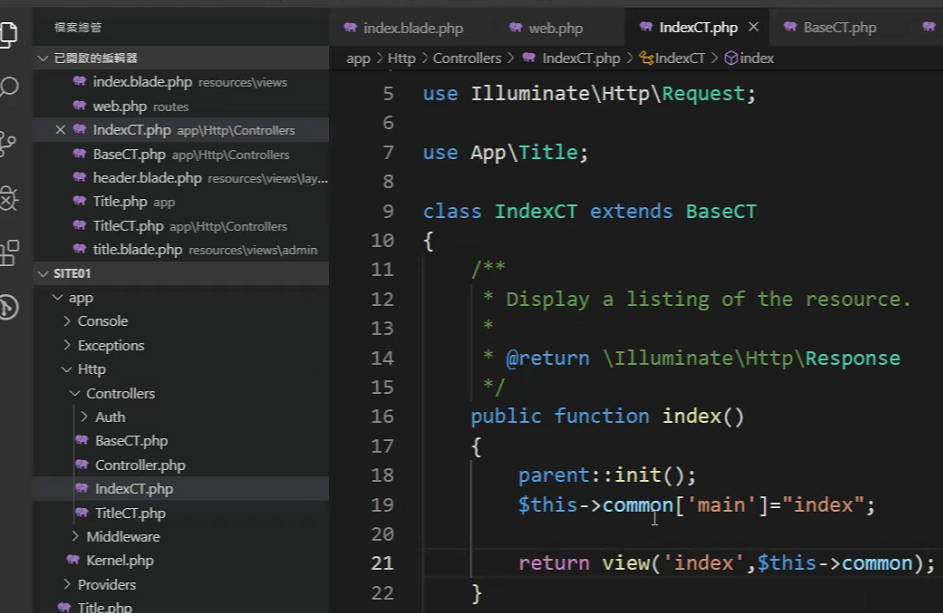 檔案總管
已開啟的編輯器
index.blade.php resources\views
web.php routes
IndexCT.php app\Http\Controllers
BaseCT.php app\Http\Controllers
header.blade.php resources\views\lay...
Title.php app
TitleCT.php app\Http\Controllers
title.blade.php resources\views\admin
SITE01
app
Console
Exceptions
Http
Controllers
Auth
BaseCT.php
Controller.php
IndexCT.php
TitleCT.php
Middleware
Kernel.php
Providers
Title.php
index.blade.php web.php IndexCT.php BaseCT.php
app > Http > Controllers > IndexCT.php > IndexCT > index
5 use Illuminate\Http\Request;
6
7 use App\Title;
8
9 class IndexCT extends BaseCT
10 {
11 /**
12 * Display a listing of the resource.
13 *
14 * @return \Illuminate\Http\Response
15 */
16 public function index()
17 {
18 parent::init();
19 $this->common['main']="index";
20
21 return view('index',$this->common);
22 }